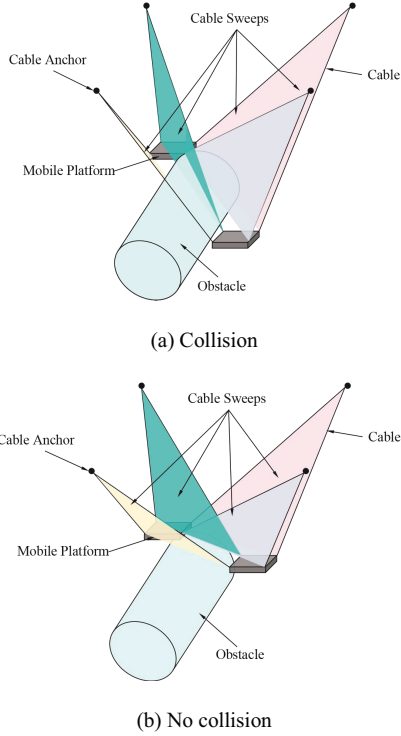 Cable Sweeps
Cable Anchor
Cable
Mobile Platform
Obstacle
(a) Collision
Cable Sweeps
Cable Anchor
Cable
Mobile Platform
Obstacle
(b) No collision